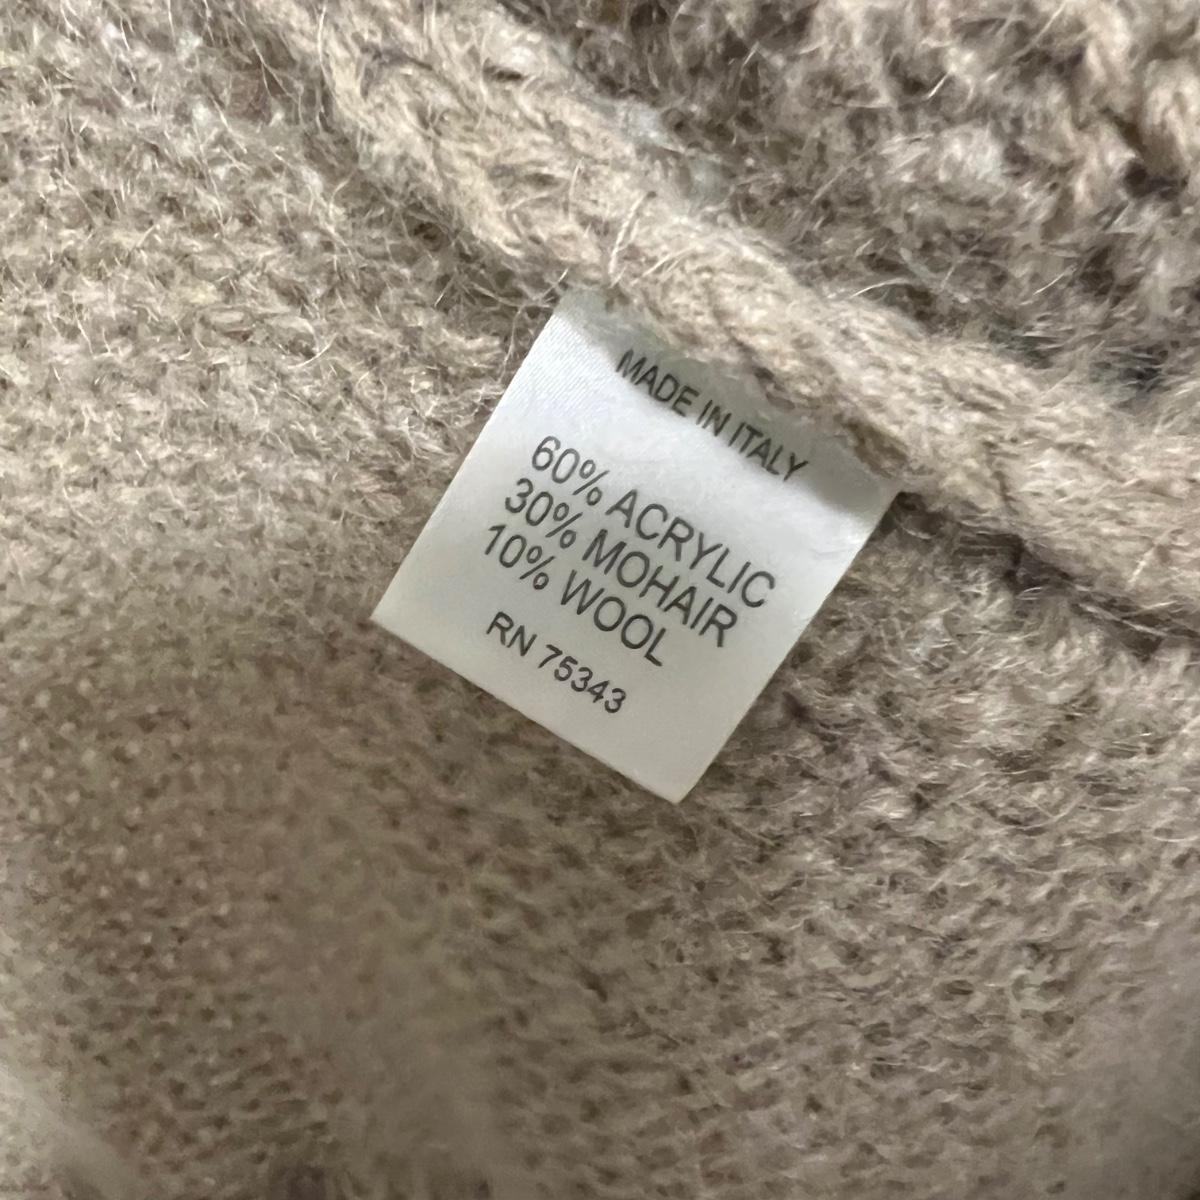 MADE IN ITALY
60% ACRYLIC
30% MOHAIR
10% WOOL
RN 75343